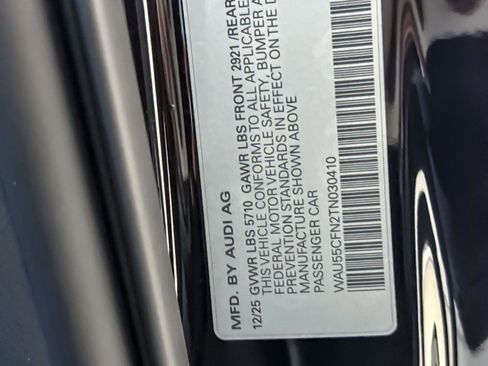 MFD. BY AUDI AG
12/25 GVWR LBS 5710 GAWR LBS FRONT 2921 /REAR
THIS VEHICLE CONFORMS TO ALL APPLICABLE
FEDERAL MOTOR VEHICLE SAFETY, BUMPER A
PREVENTION STANDARDS IN EFFECT ON THE D
MANUFACTURE SHOWN ABOVE
PASSENGER CAR
WAU55CFN2TN030410